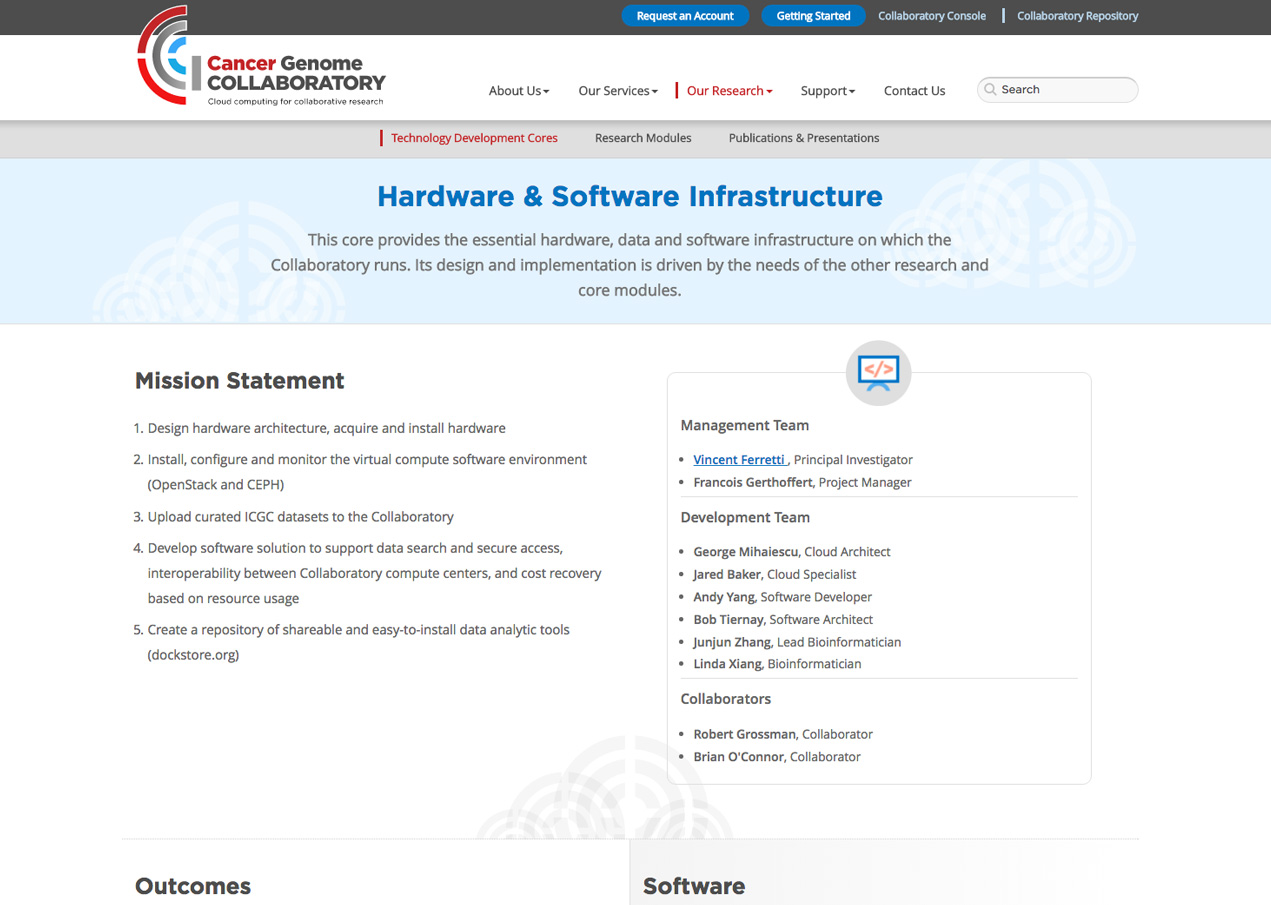 Request an Account
Getting Started
Collaboratory Console
Collaboratory Repository
Cancer Genome
COLLABORATORY
Cloud computing for collaborative research
About Us
Our Services
Our Research
Support
Contact Us
Search
Technology Development Cores
Research Modules
Publications & Presentations
Hardware & Software Infrastructure
This core provides the essential hardware, data and software infrastructure on which the
Collaboratory runs. Its design and implementation is driven by the needs of the other research and
core modules.
Mission Statement
1. Design hardware architecture, acquire and install hardware
2. Install, configure and monitor the virtual compute software environment
(OpenStack and CEPH)
3. Upload curated ICGC datasets to the Collaboratory
4. Develop software solution to support data search and secure access,
interoperability between Collaboratory compute centers, and cost recovery
based on resource usage
5. Create a repository of shareable and easy-to-install data analytic tools
(dockstore.org)
</>
Management Team
• Vincent Ferretti , Principal Investigator
• Francois Gerthoffert, Project Manager
Development Team
• George Mihaiescu, Cloud Architect
• Jared Baker, Cloud Specialist
• Andy Yang, Software Developer
• Bob Tiernay, Software Architect
• Junjun Zhang, Lead Bioinformatician
• Linda Xiang, Bioinformatician
Collaborators
• Robert Grossman, Collaborator
• Brian O'Connor, Collaborator
Outcomes
Software